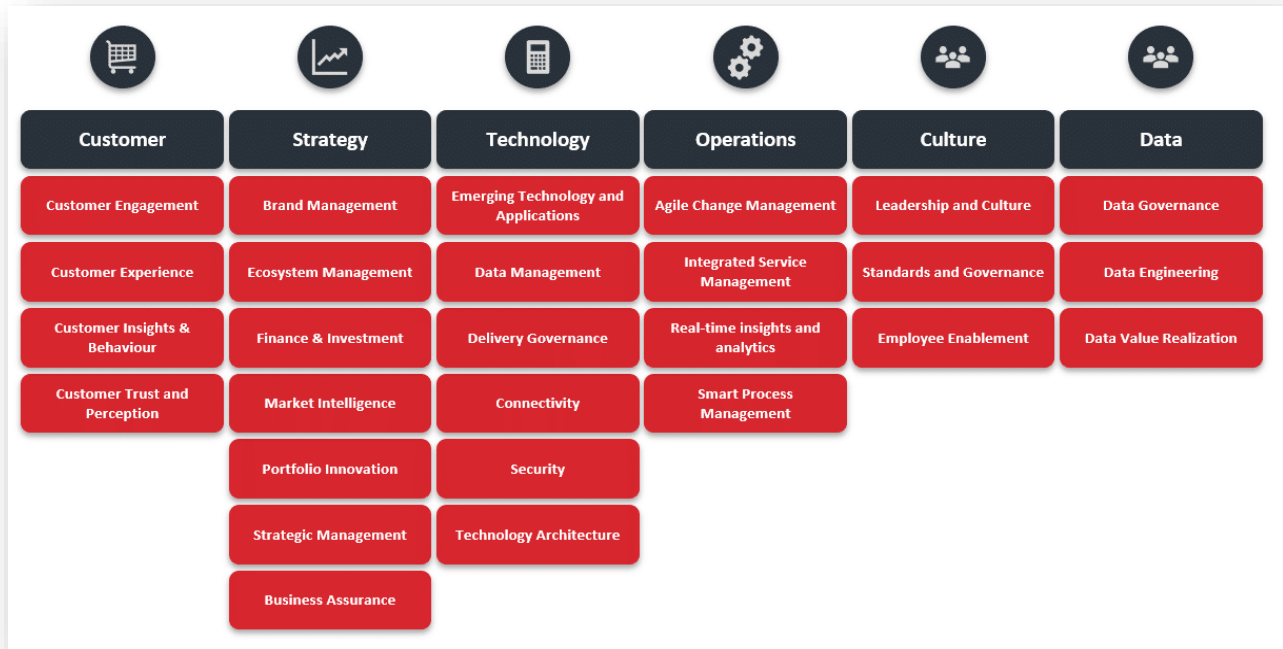 Customer
Strategy
Technology
Operations
Culture
Data
Customer Engagement
Brand Management
Emerging Technology and
Applications
Agile Change Management
Leadership and Culture
Data Governance
Customer Experience
Ecosystem Management
Data Management
Integrated Service
Management
Standards and Governance
Data Engineering
Customer Insights &
Behaviour
Finance & Investment
Delivery Governance
Real-time insights and
analytics
Employee Enablement
Data Value Realization
Customer Trust and
Perception
Market Intelligence
Connectivity
Smart Process
Management
Portfolio Innovation
Security
Strategic Management
Technology Architecture
Business Assurance